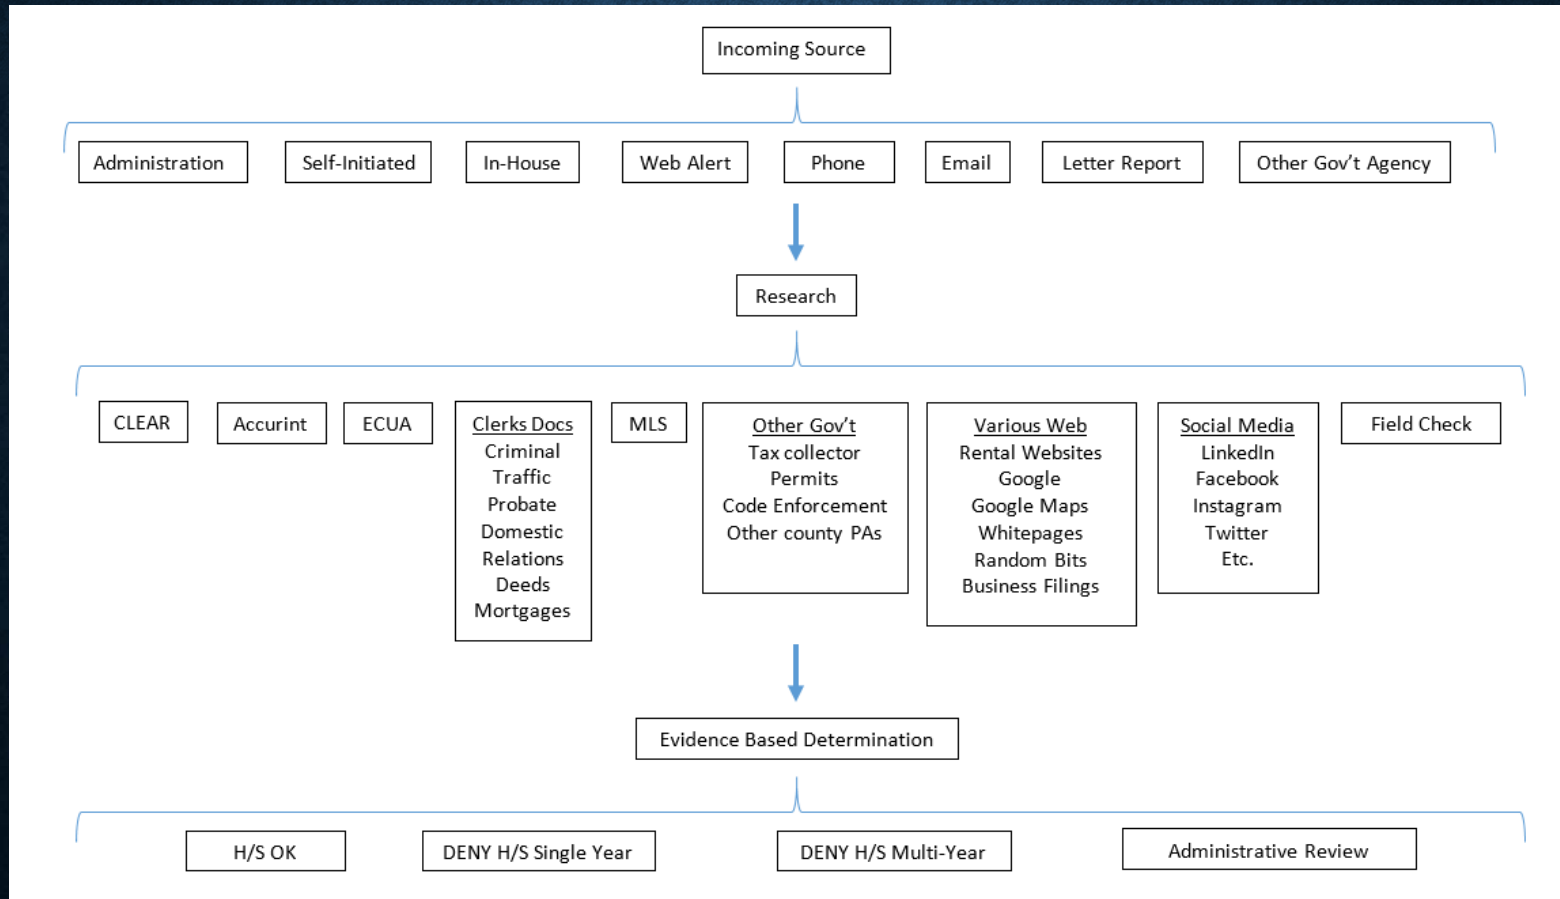 Incoming Source
Administration
Self-Initiated
In-House
Web Alert
Phone
Email
Letter Report
Other Gov't Agency
Research
CLEAR
Accurint
ECUA
Clerks Docs
Criminal
Traffic
Probate
Domestic
Relations
Deeds
Mortgages
MLS
Other Gov't
Tax collector
Permits
Code Enforcement
Other county PAs
Various Web
Rental Websites
Google
Google Maps
Whitepages
Random Bits
Business Filings
Social Media
LinkedIn
Facebook
Instagram
Twitter
Etc.
Field Check
Evidence Based Determination
H/S OK
DENY H/S Single Year
DENY H/S Multi-Year
Administrative Review